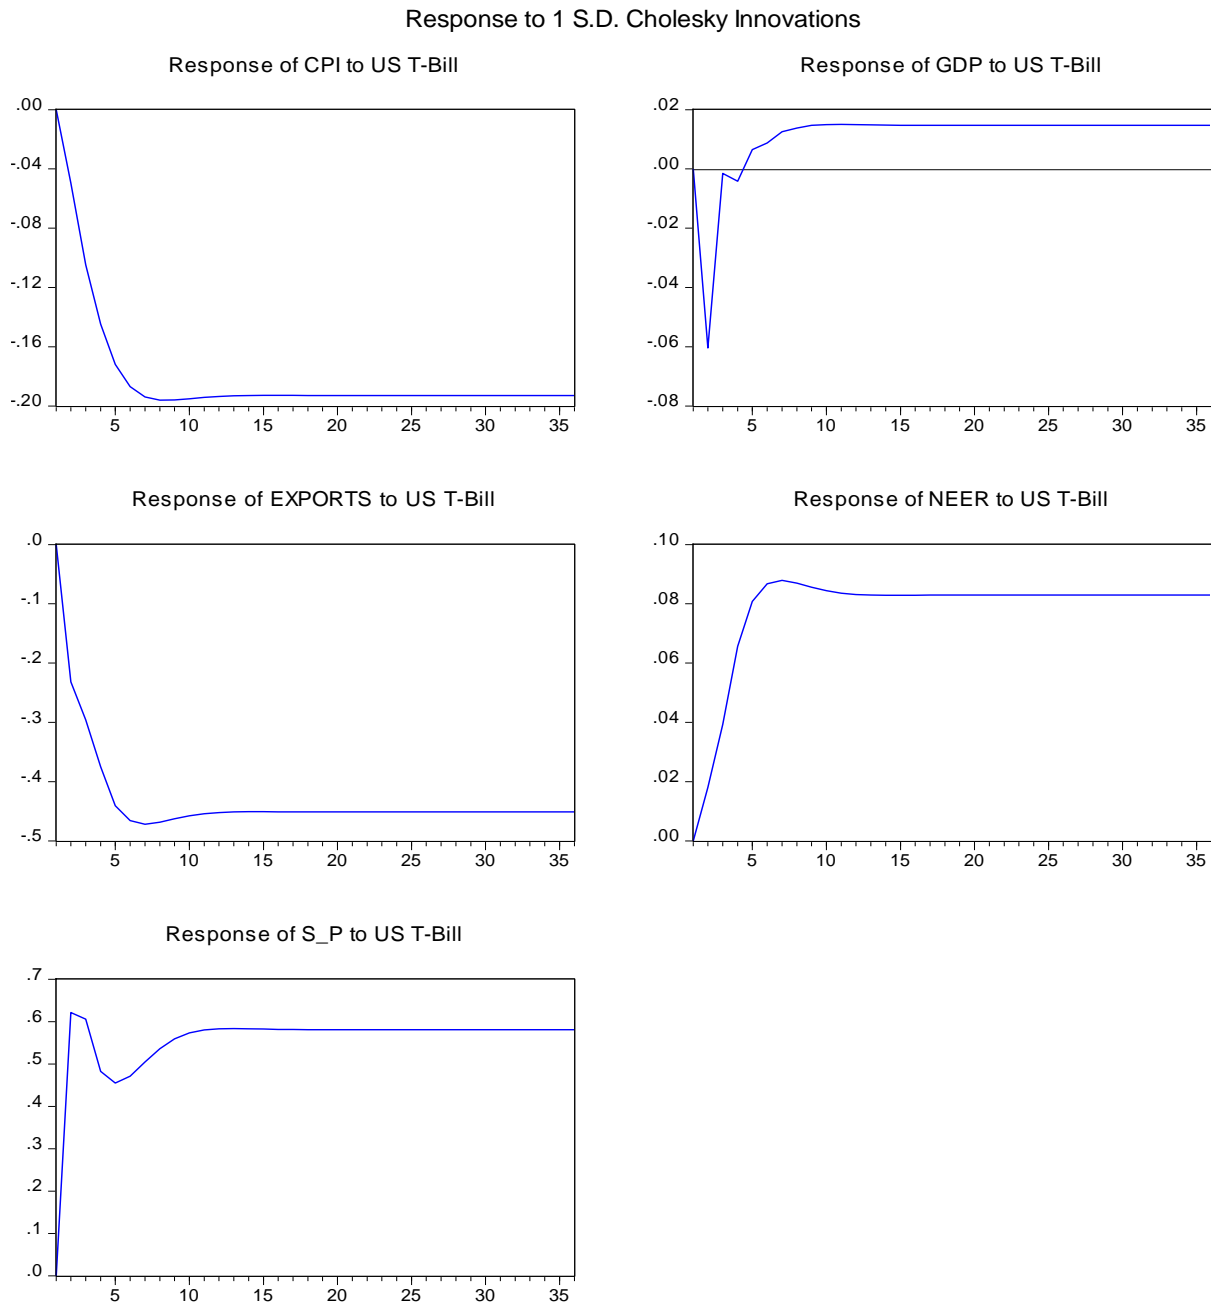 Response to 1 S.D. Cholesky Innovations
Response of CPI to US T-Bill
.00
-.04
-.08
-.12
-.16
-.20
5 10 15 20 25 30 35
Response of GDP to US T-Bill
.02
.00
-.02
-.04
-.06
-.08
5 10 15 20 25 30 35
Response of EXPORTS to US T-Bill
.0
-.1
-.2
-.3
-.4
-.5
5 10 15 20 25 30 35
Response of NEER to US T-Bill
.10
.08
.06
.04
.02
.00
5 10 15 20 25 30 35
Response of S_P to US T-Bill
.7
.6
.5
.4
.3
.2
.1
.0
5 10 15 20 25 30 35